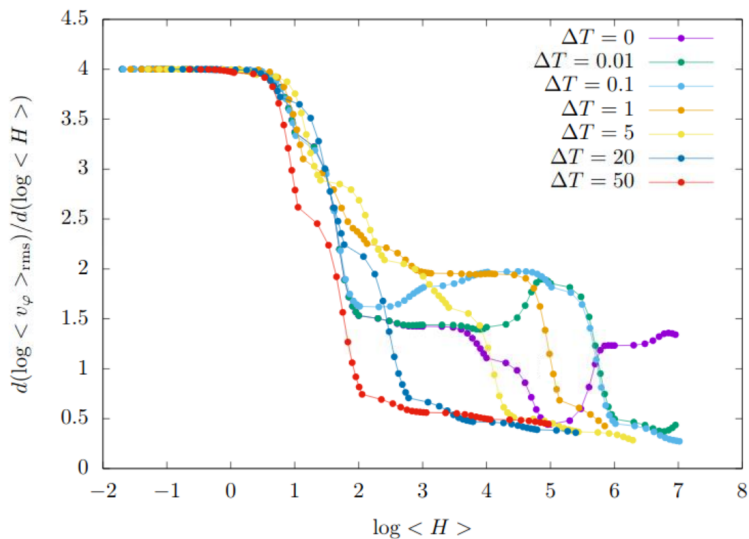 4.5
4
3.5
3
2.5
2
1.5
1
0.5
0
−2
−1
0
1
2
3
4
5
6
7
8
d(log < v_φ >_rms)/d(log < H >)
log < H >
ΔT = 0
ΔT = 0.01
ΔT = 0.1
ΔT = 1
ΔT = 5
ΔT = 20
ΔT = 50